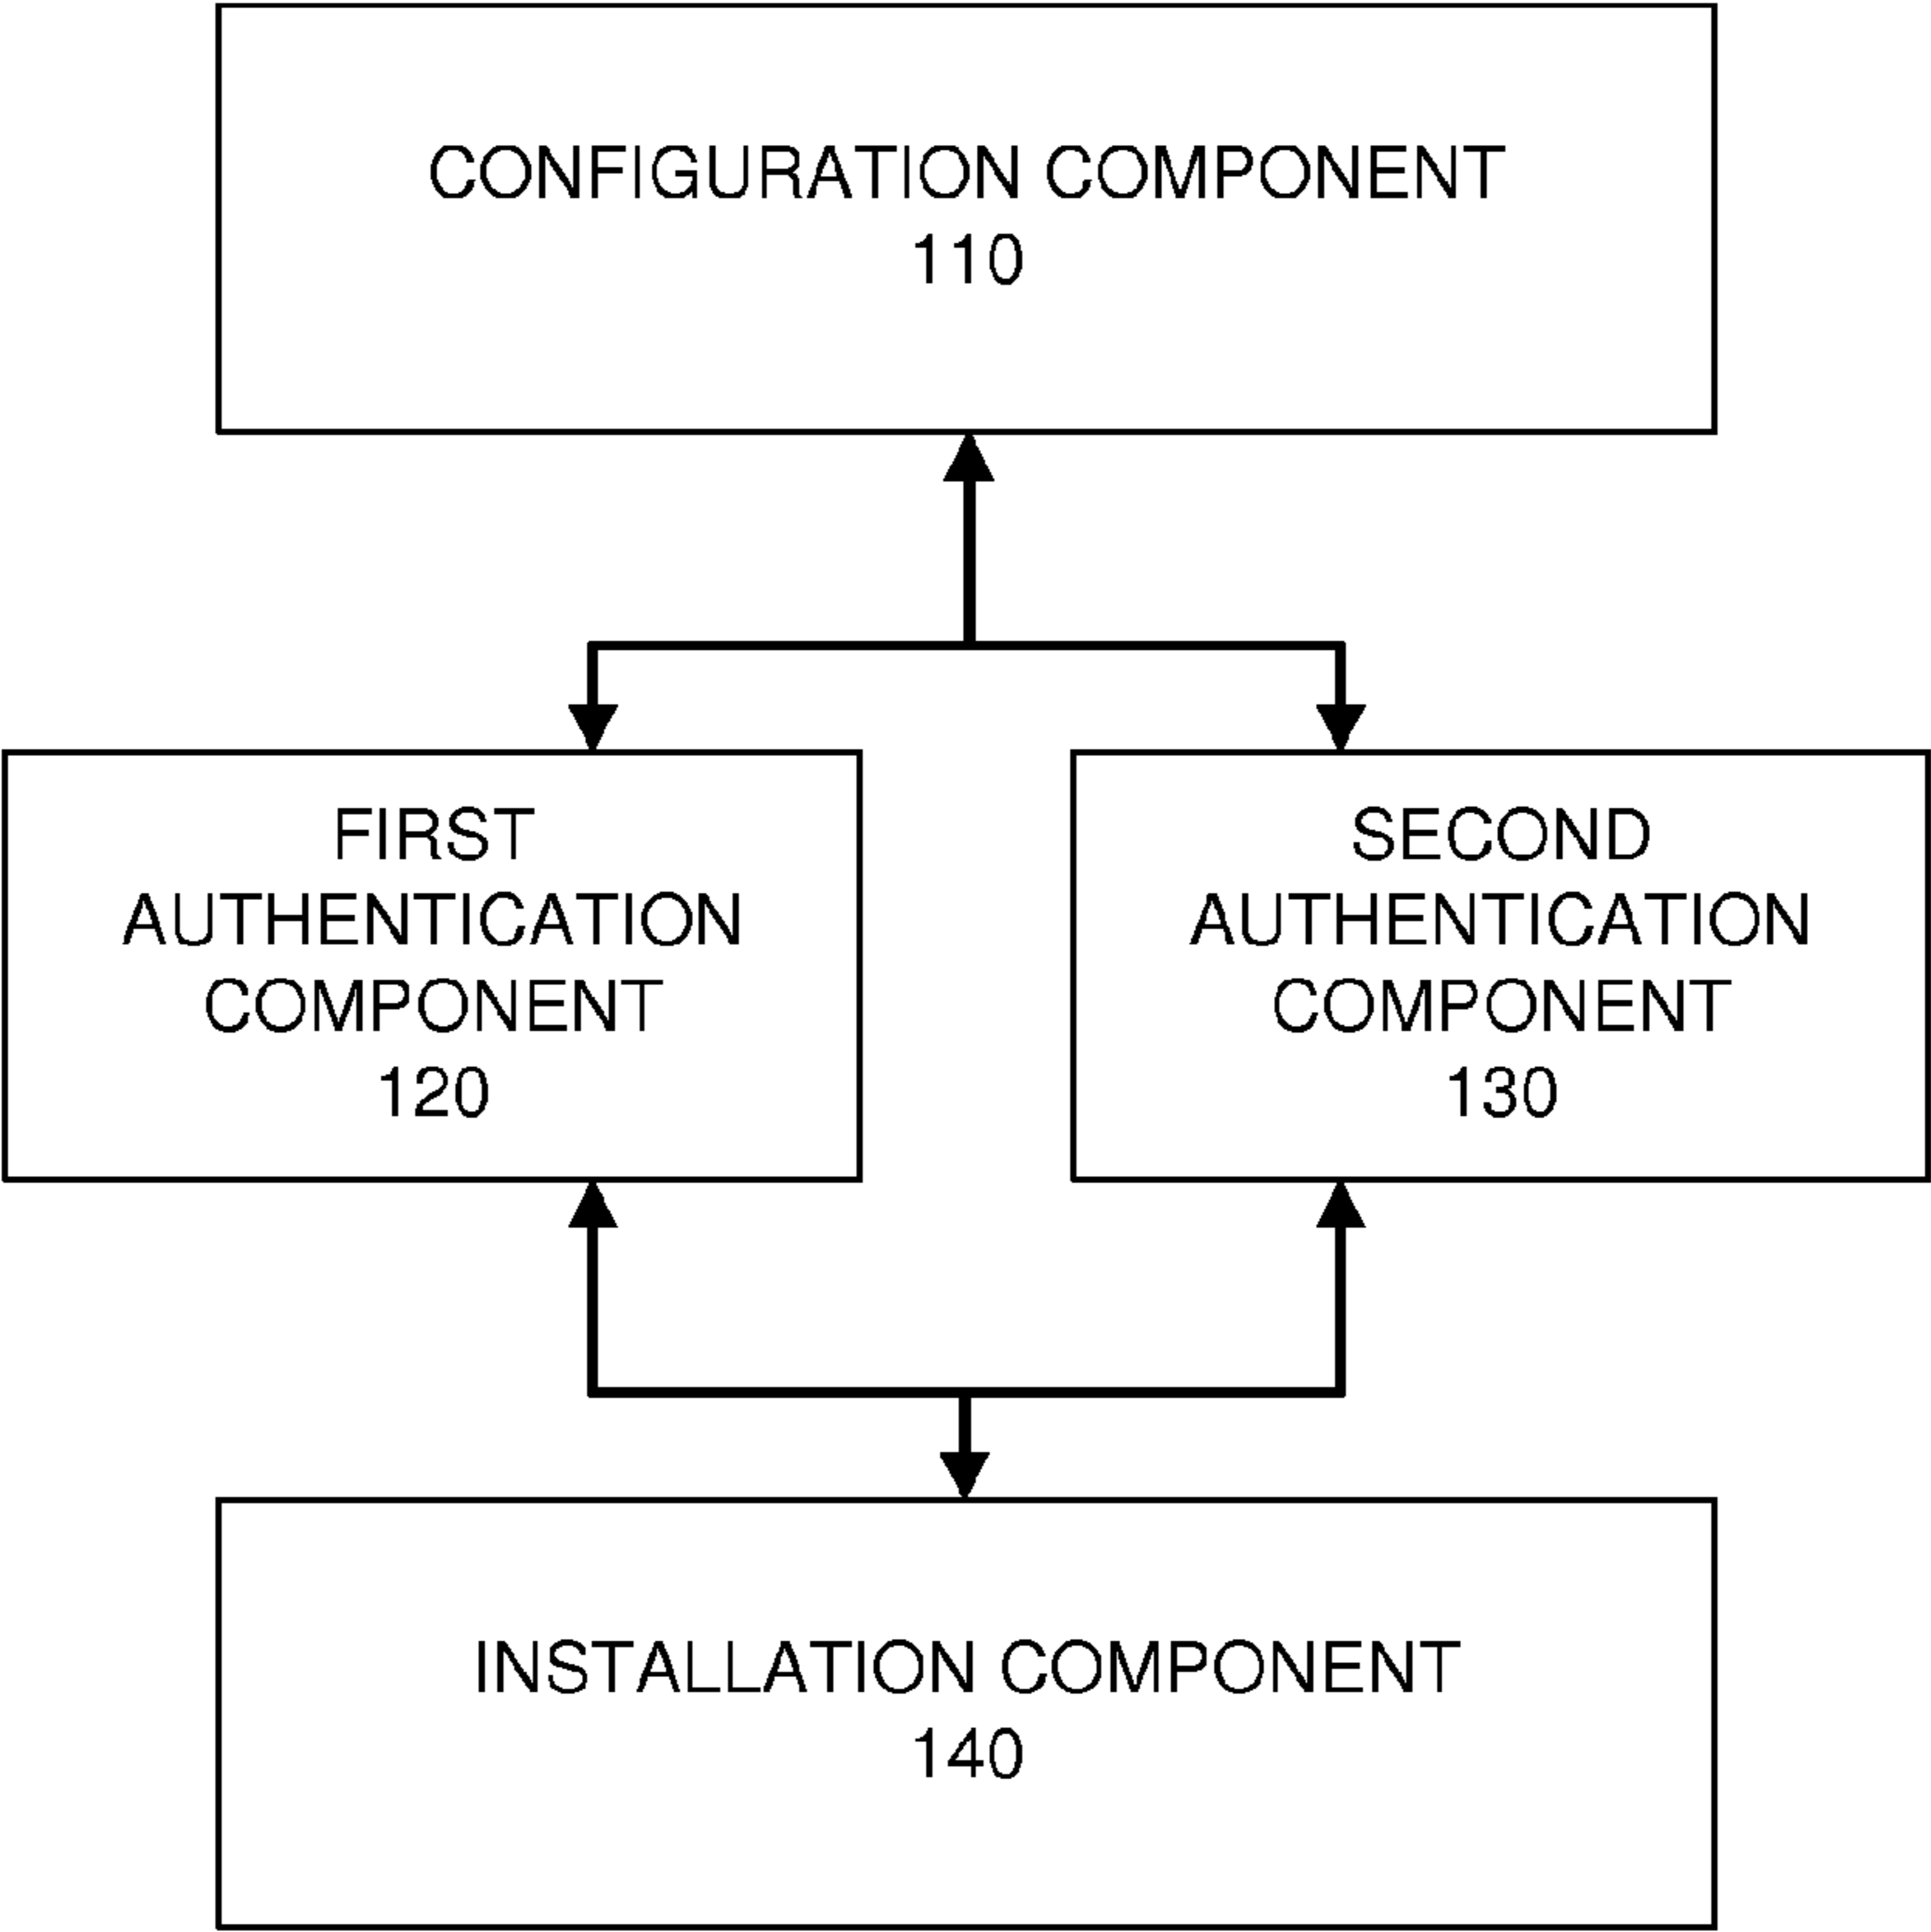 CONFIGURATION COMPONENT
110
FIRST
AUTHENTICATION
COMPONENT
120
SECOND
AUTHENTICATION
COMPONENT
130
INSTALLATION COMPONENT
140